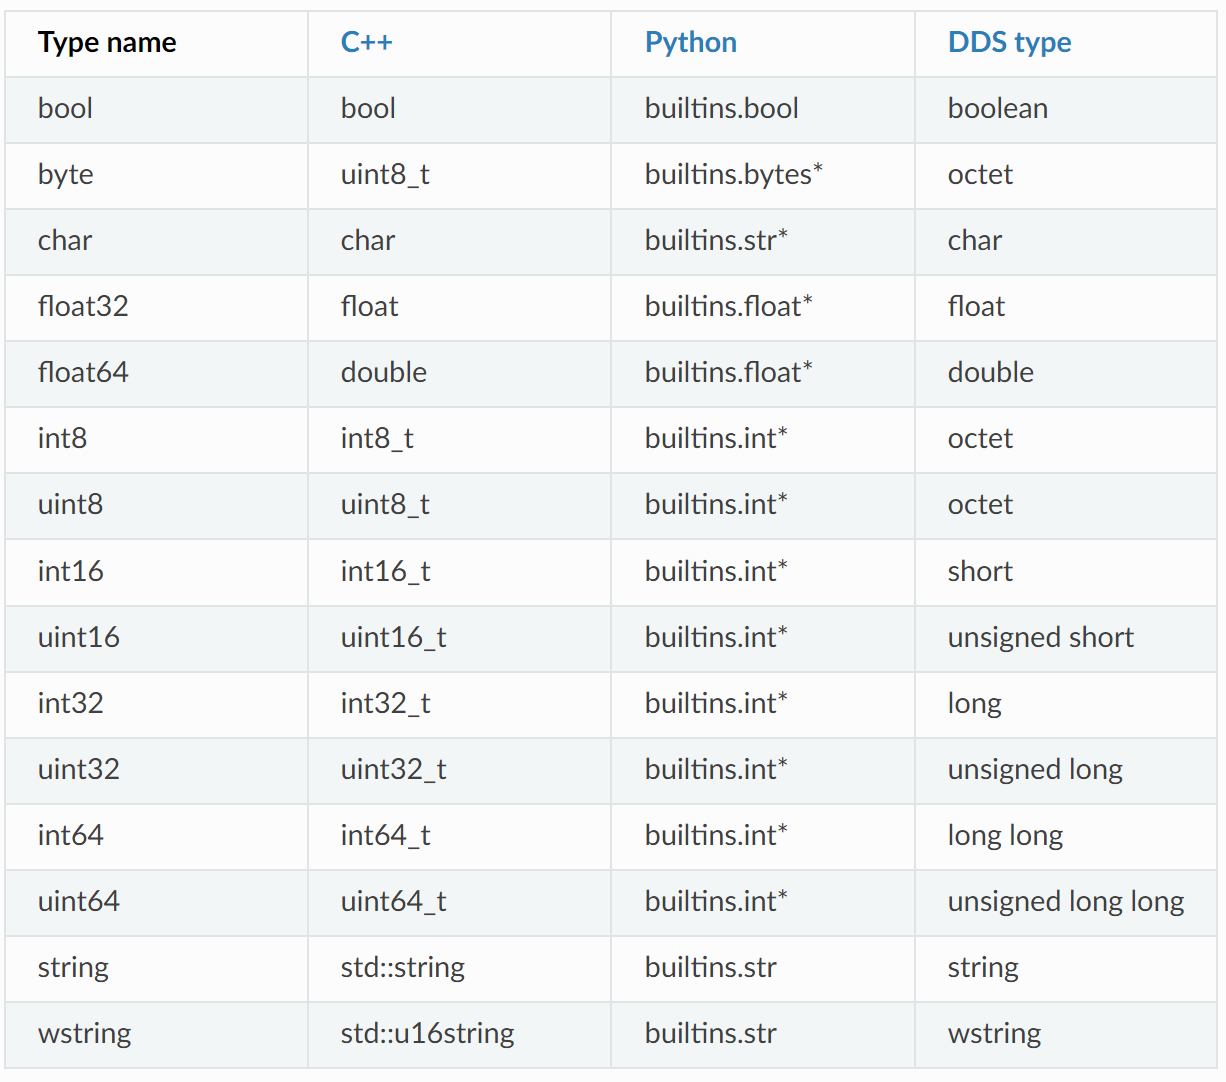 Type name C++ Python DDS type
bool bool builtins.bool boolean
byte uint8_t builtins.bytes* octet
char char builtins.str* char
float32 float builtins.float* float
float64 double builtins.float* double
int8 int8_t builtins.int* octet
uint8 uint8_t builtins.int* octet
int16 int16_t builtins.int* short
uint16 uint16_t builtins.int* unsigned short
int32 int32_t builtins.int* long
uint32 uint32_t builtins.int* unsigned long
int64 int64_t builtins.int* long long
uint64 uint64_t builtins.int* unsigned long long
string std::string builtins.str string
wstring std::u16string builtins.str wstring